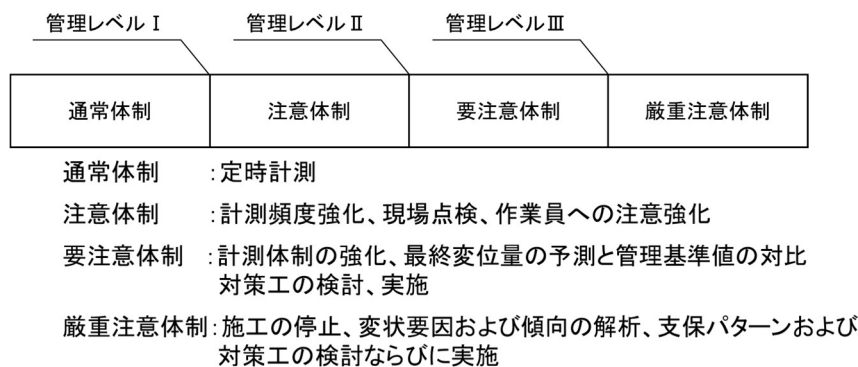 管理レベルⅠ 管理レベルⅡ 管理レベルⅢ
通常体制 注意体制 要注意体制 厳重注意体制
通常体制 :定時計測
注意体制 :計測頻度強化、現場点検、作業員への注意強化
要注意体制 :計測体制の強化、最終変位量の予測と管理基準値の対比
対策工の検討、実施
厳重注意体制:施工の停止、変状要因および傾向の解析、支保パターンおよび
対策工の検討ならびに実施